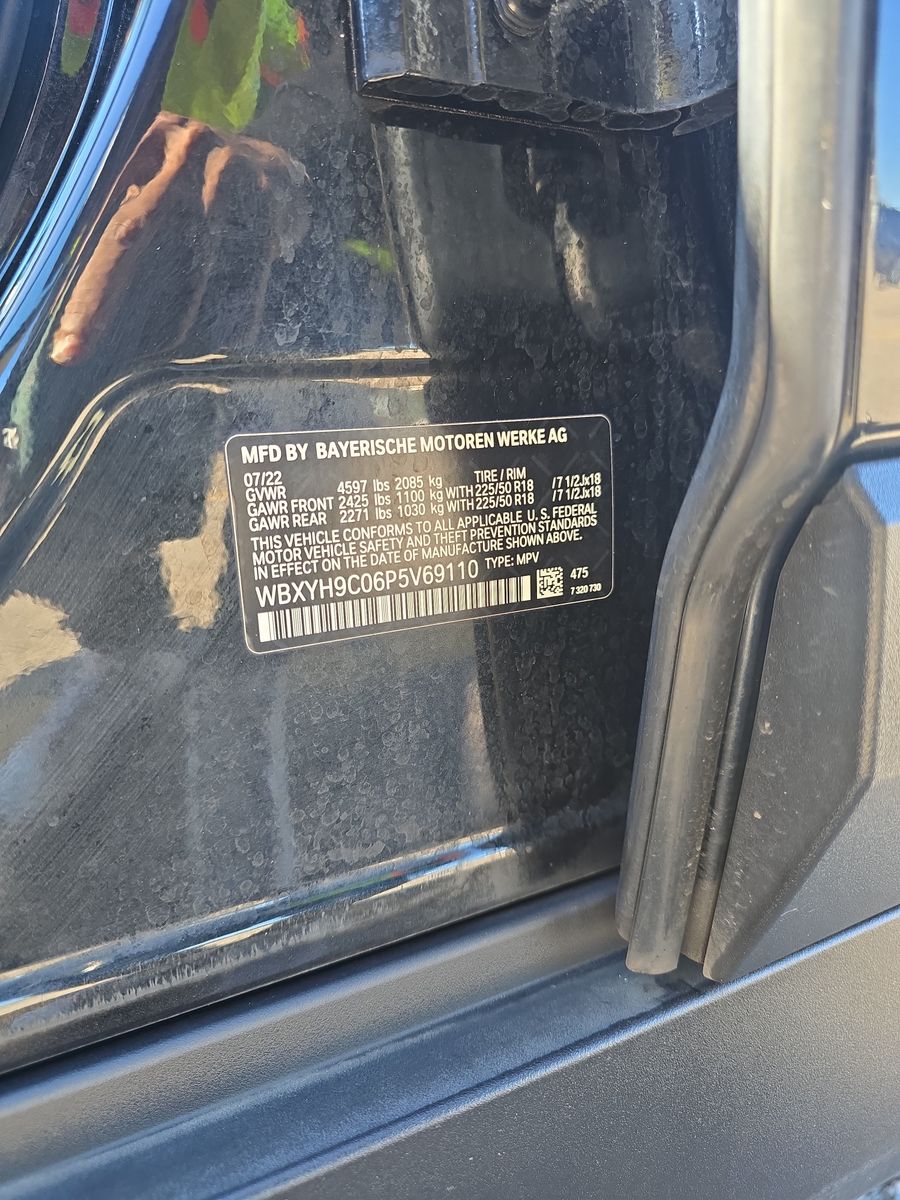 MFD BY BAYERISCHE MOTOREN WERKE AG
07/22
GVWR 4597 lbs 2085 kg TIRE / RIM
GAWR FRONT 2425 lbs 1100 kg WITH 225/50 R18 /7 1/2Jx18
GAWR REAR 2271 lbs 1030 kg WITH 225/50 R18 /7 1/2Jx18
THIS VEHICLE CONFORMS TO ALL APPLICABLE U.S. FEDERAL
MOTOR VEHICLE SAFETY AND THEFT PREVENTION STANDARDS
IN EFFECT ON THE DATE OF MANUFACTURE SHOWN ABOVE.
WBXYH9C06P5V69110 TYPE: MPV
475
7 320 730